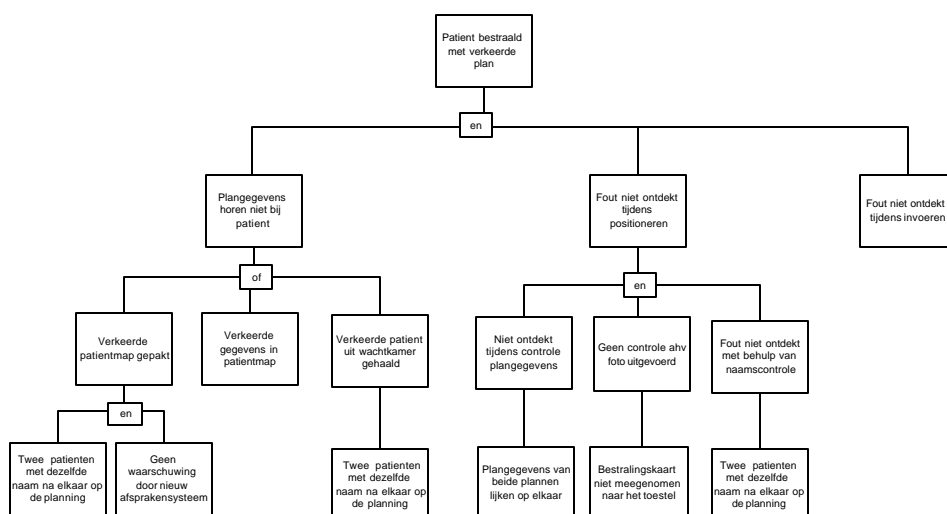 Patient bestraald
met verkeerde
plan
en
Plangegevens
horen niet bij
patient
Fout niet ontdekt
tijdens
positioneren
Fout niet ontdekt
tijdens invoeren
of
en
Verkeerde
patientmap gepakt
Verkeerde
gegevens in
patientmap
Verkeerde patient
uit wachtkamer
gehaald
Niet ontdekt
tijdens controle
plangegevens
Geen controle ahv
foto uitgevoerd
Fout niet ontdekt
met behulp van
naamscontrole
en
Twee patienten
met dezelfde
naam na elkaar op
de planning
Geen
waarschuwing
door nieuw
afsprakensysteem
Twee patienten
met dezelfde
naam na elkaar op
de planning
Plangegevens van
beide plannen
lijken op elkaar
Bestralingskaart
niet meegenomen
naar het toestel
Twee patienten
met dezelfde
naam na elkaar op
de planning